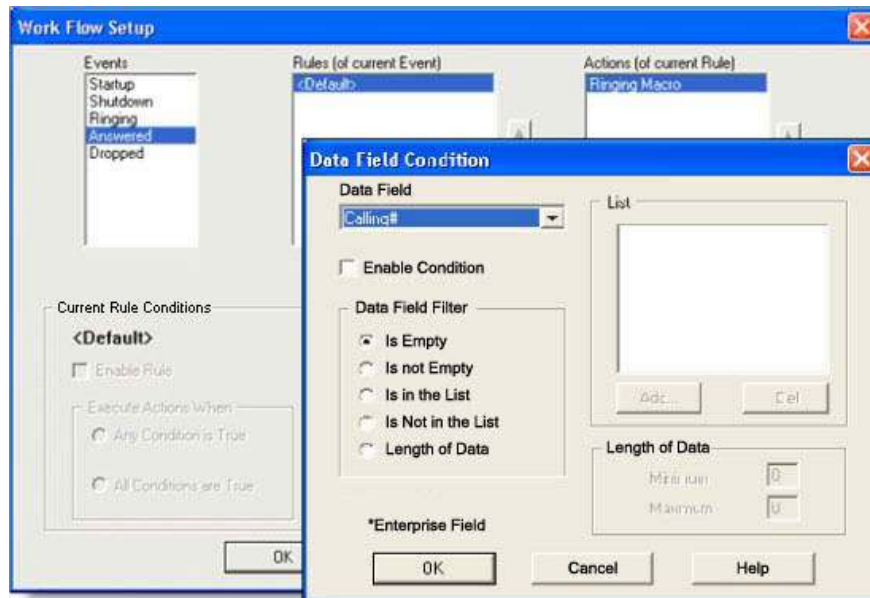 Work Flow Setup
Events
Startup
Shutdown
Ringing
Answered
Dropped
Rules (of current Event)
<Default>
Actions (of current Rule)
Ringing Macro
Current Rule Conditions
<Default>
Enable Rule
Execute Actions When
Any Condition is True
All Conditions are True
OK
Data Field Condition
Data Field
Calling#
Enable Condition
Data Field Filter
Is Empty
Is not Empty
Is in the List
Is Not in the List
Length of Data
*Enterprise Field
List
Add...
Del
Length of Data
Minimum
0
Maximum
0
OK
Cancel
Help